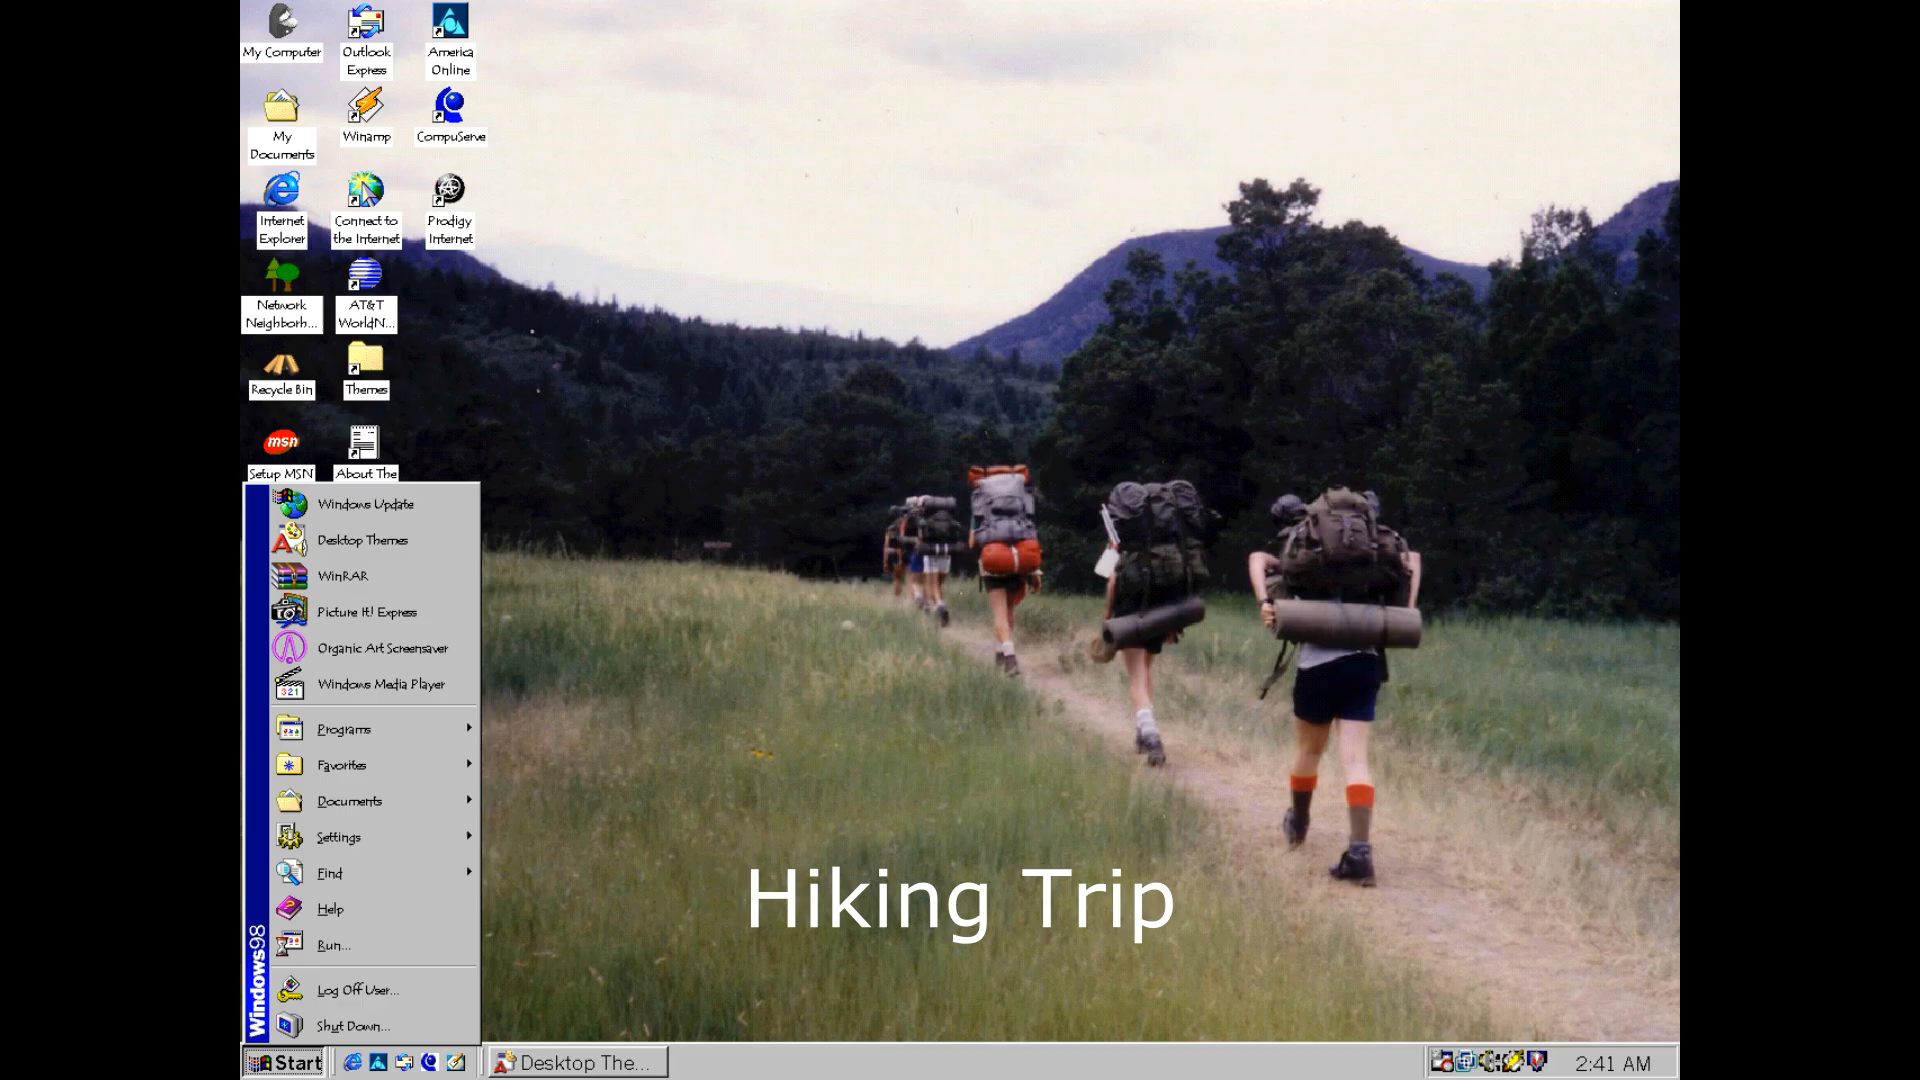 My Computer
Outlook
Express
America
Online
My
Documents
Winamp
CompuServe
Internet
Explorer
Connect to
the Internet
Prodigy
Internet
Network
Neighborh...
AT&T
WorldN...
Recycle Bin
Themes
msn
Setup MSN
About The
Windows Update
Desktop Themes
WinRAR
Picture It! Express
Organic Art Screensaver
321
Windows Media Player
Programs
Favorites
Documents
Settings
Find
Help
Run...
Log Off User...
Shut Down...
Windows98
Hiking Trip
Start
Desktop The...
2:41 AM